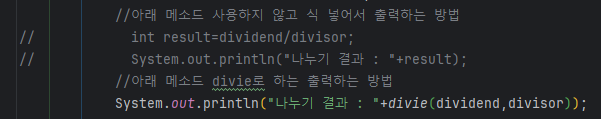 //아래 메소드 사용하지 않고 식 넣어서 출력하는 방법
//            int result=dividend/divisor;
//            System.out.println("나누기 결과 : "+result);
//아래 메소드 divie로 하는 출력하는 방법
System.out.println("나누기 결과 : "+divie(dividend,divisor));